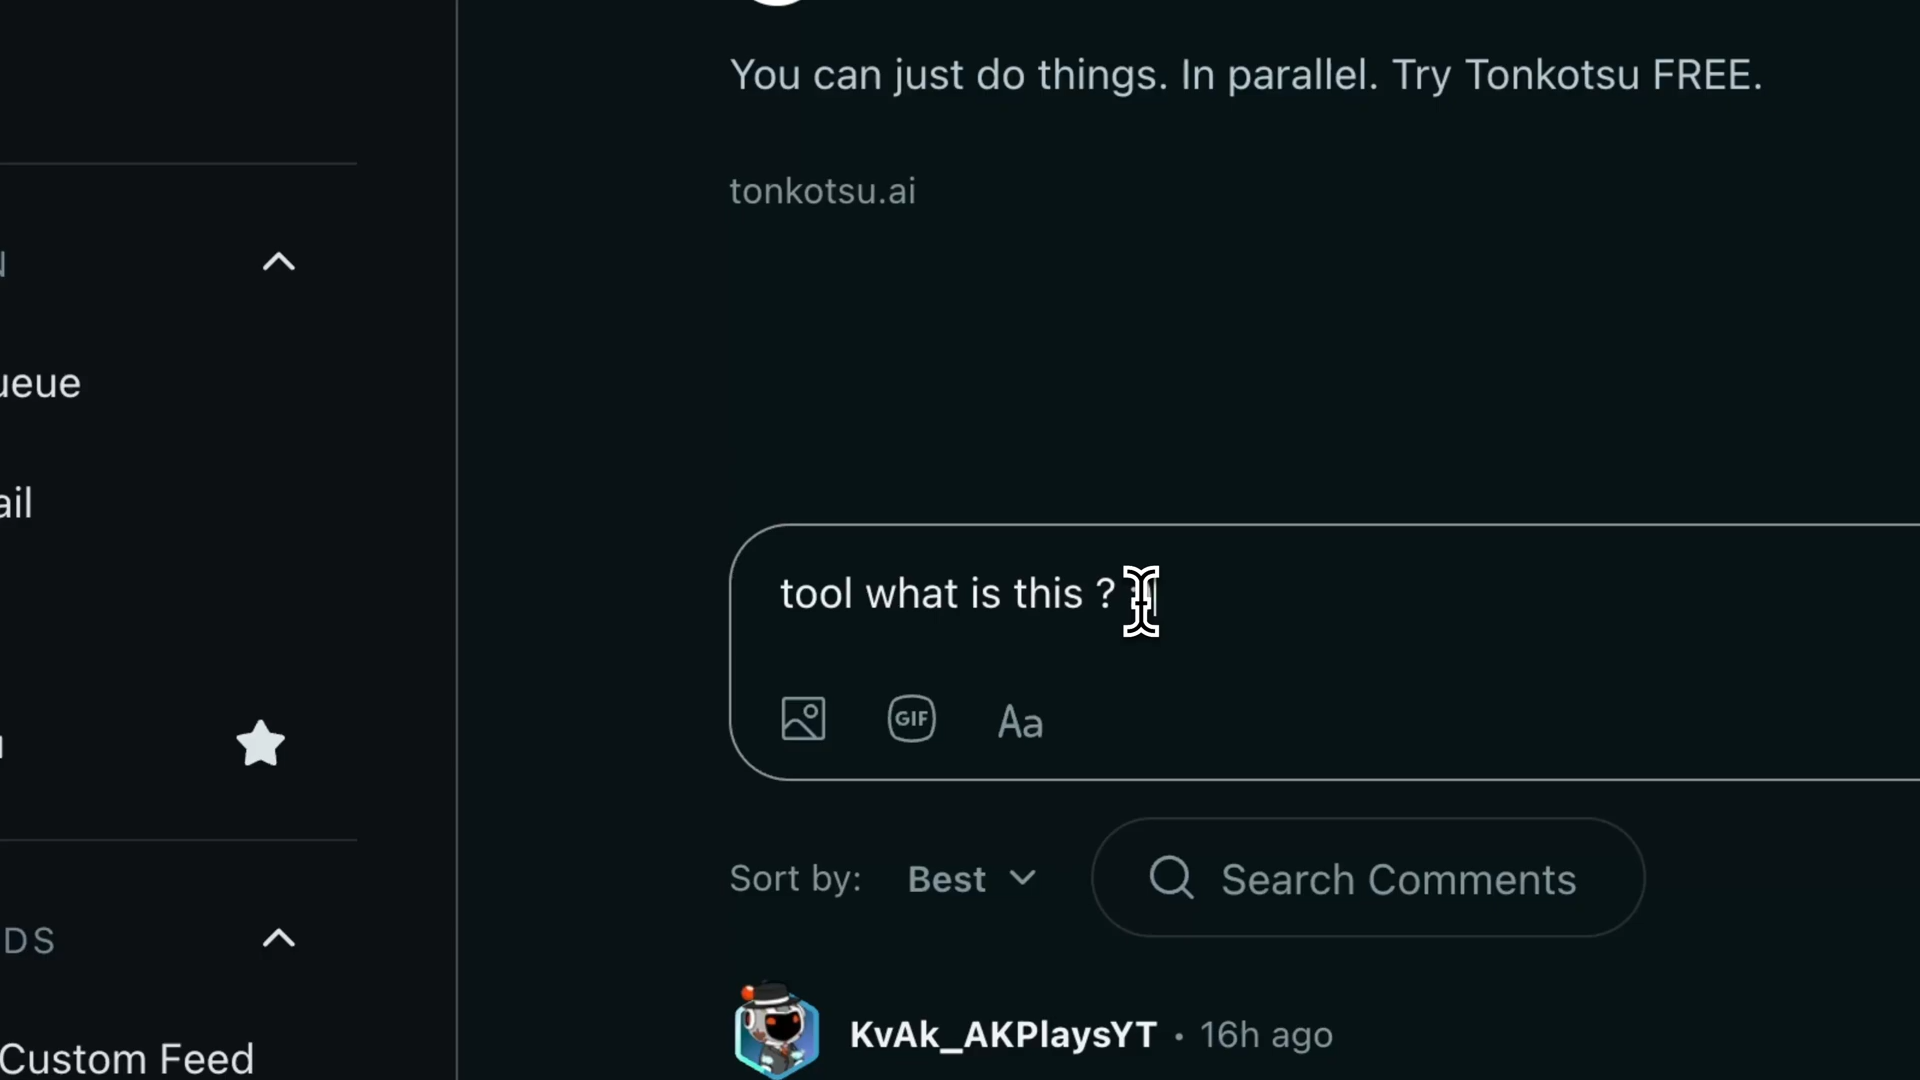 You can just do things. In parallel. Try Tonkotsu FREE.
tonkotsu.ai
ueue
ail
tool what is this ?
GIF
Aa
Sort by: Best
Search Comments
DS
KvAk_AKPlaysYT • 16h ago
Custom Feed